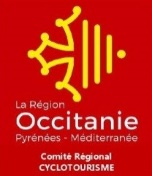 La Région
Occitanie
Pyrénées - Méditerranée
Comité Régional
CYCLOTOURISME